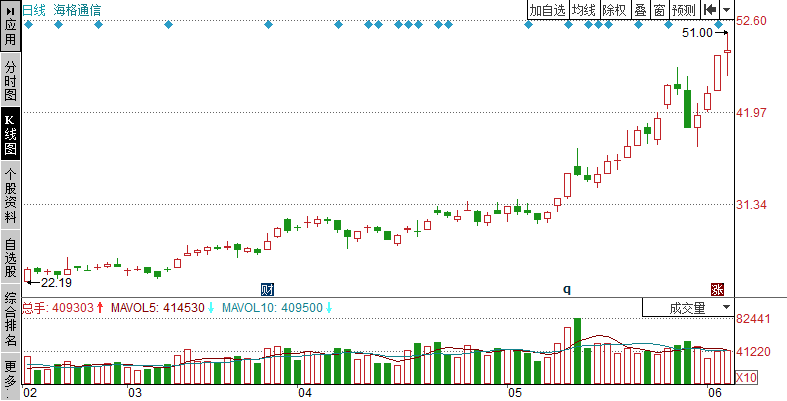 应用
分时图
K线图
个股资料
自选股
综合排名
更多
日线 海格通信
加自选 均线 除权 叠 窗 预测
52.60
51.00
41.97
31.34
22.19
财
q
涨
总手: 409303 MAVOL5: 414530 MAVOL10: 409500
成交量
82441
41220
X10
02 03 04 05 06